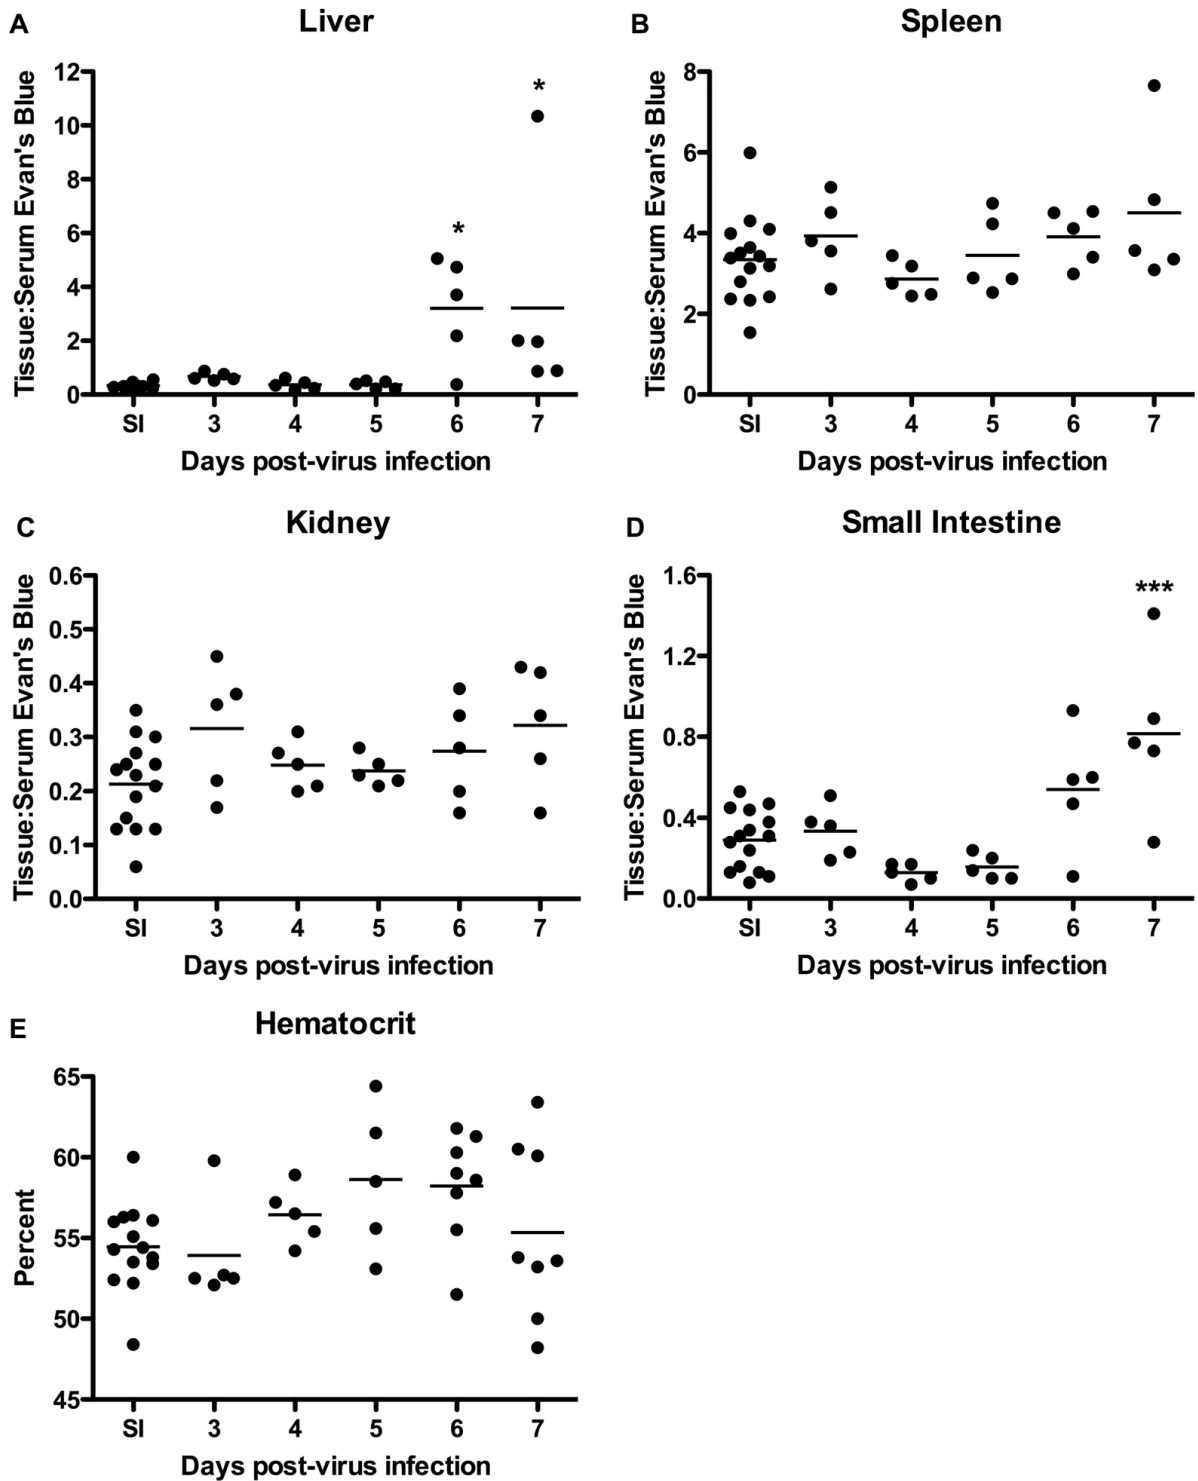 A Liver
Tissue:Serum Evan's Blue
12
10
8
6
4
2
0
*
*
SI 3 4 5 6 7
Days post-virus infection
B Spleen
Tissue:Serum Evan's Blue
8
6
4
2
0
SI 3 4 5 6 7
Days post-virus infection
C Kidney
Tissue:Serum Evan's Blue
0.6
0.5
0.4
0.3
0.2
0.1
0.0
SI 3 4 5 6 7
Days post-virus infection
D Small Intestine
Tissue:Serum Evan's Blue
1.6
1.2
0.8
0.4
0.0
***
SI 3 4 5 6 7
Days post-virus infection
E Hematocrit
Percent
65
60
55
50
45
SI 3 4 5 6 7
Days post-virus infection